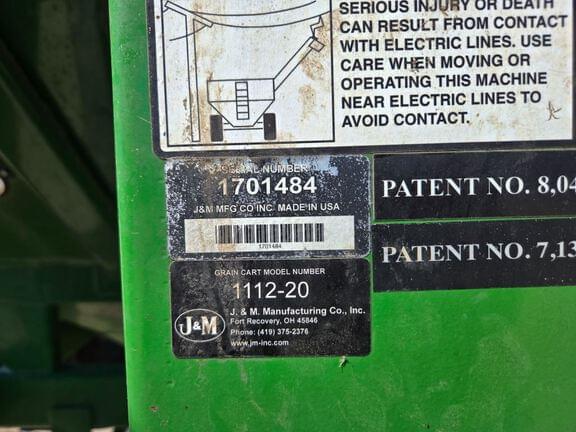 SERIOUS INJURY OR DEATH
CAN RESULT FROM CONTACT
WITH ELECTRIC LINES. USE
CARE WHEN MOVING OR
OPERATING THIS MACHINE
NEAR ELECTRIC LINES TO
AVOID CONTACT.
SERIAL NUMBER
1701484
J&M MFG CO INC. MADE IN USA
1701484
PATENT NO. 8,04
PATENT NO. 7,13
GRAIN CART MODEL NUMBER
1112-20
J&M
J. & M. Manufacturing Co., Inc.
Fort Recovery, OH 45846
Phone: (419) 375-2376
www.jm-inc.com